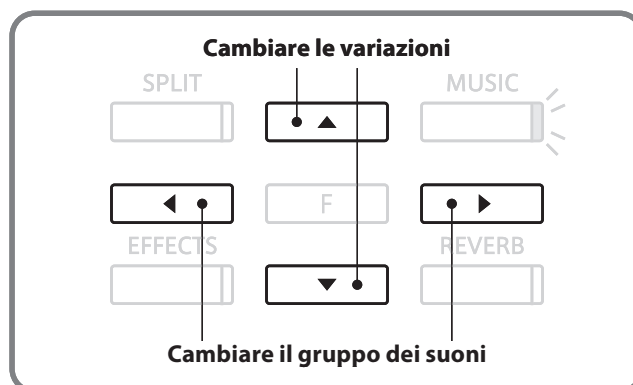 Cambiare le variazioni
SPLIT
MUSIC
F
EFFECTS
REVERB
Cambiare il gruppo dei suoni